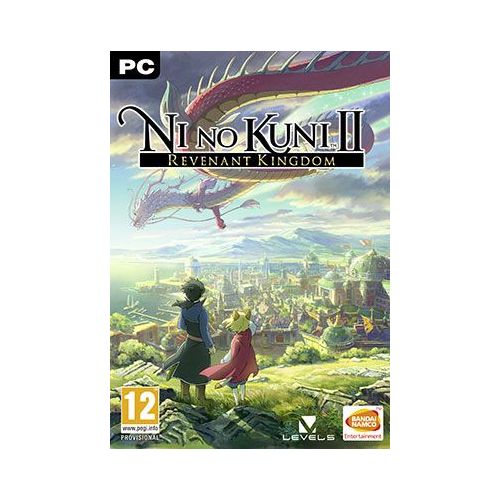 PC
NI NO KUNI II
REVENANT KINGDOM
12
www.pegi.info
PROVISIONAL
LEVEL5
BANDAI
NAMCO
Entertainment